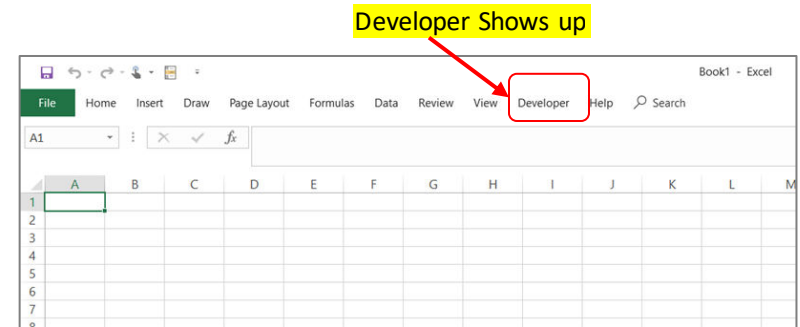 Developer Shows up
Book1 - Excel
File Home Insert Draw Page Layout Formulas Data Review View Developer Help Search
A1 fx
A B C D E F G H I J K L M
1
2
3
4
5
6
7
8